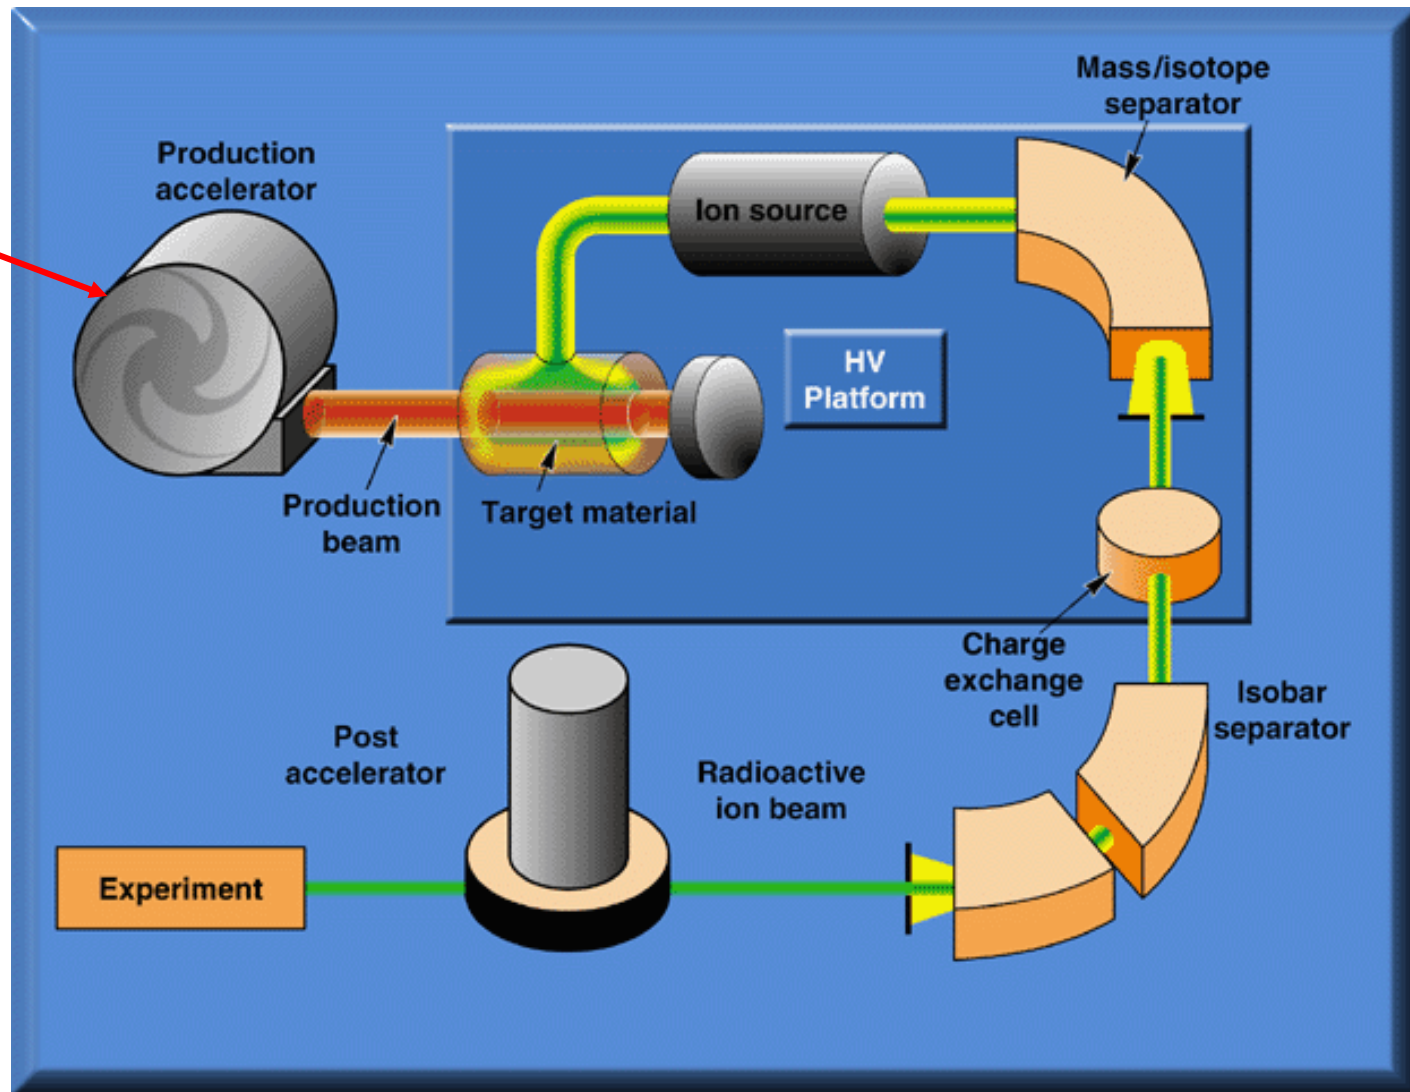 Mass/isotope
separator
Production
accelerator
Ion source
HV
Platform
Production
beam
Target material
Charge
exchange
cell
Isobar
separator
Post
accelerator
Radioactive
ion beam
Experiment